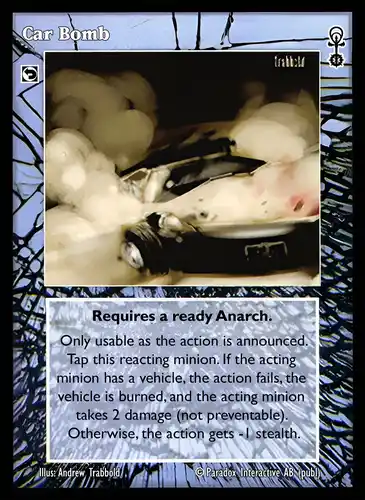 Car Bomb
Trabbold
Requires a ready Anarch.
Only usable as the action is announced.
Tap this reacting minion. If the acting
minion has a vehicle, the action fails, the
vehicle is burned, and the acting minion
takes 2 damage (not preventable).
Otherwise, the action gets -1 stealth.
Illus: Andrew Trabbold
© Paradox Interactive AB (publ)